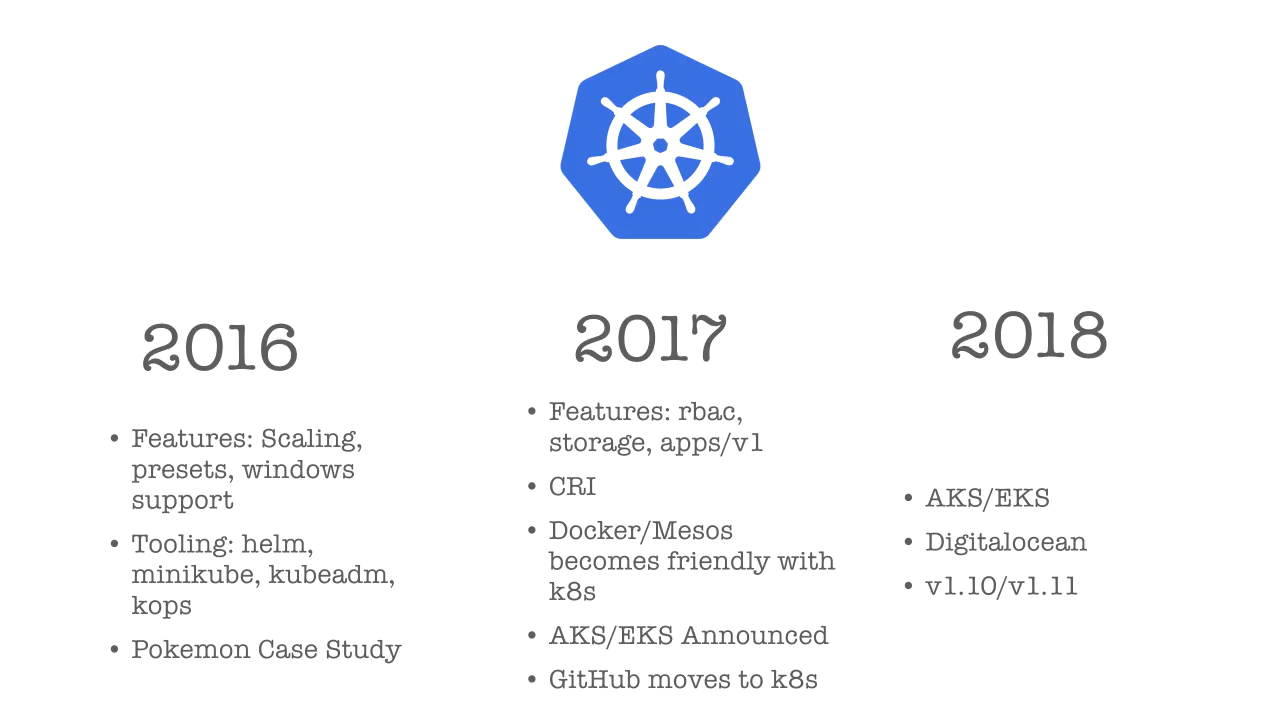 2016
• Features: Scaling,
presets, windows
support
• Tooling: helm,
minikube, kubeadm,
kops
• Pokemon Case Study
2017
• Features: rbac,
storage, apps/v1
• CRI
• Docker/Mesos
becomes friendly with
k8s
• AKS/EKS Announced
• GitHub moves to k8s
2018
• AKS/EKS
• Digitalocean
• v1.10/v1.11